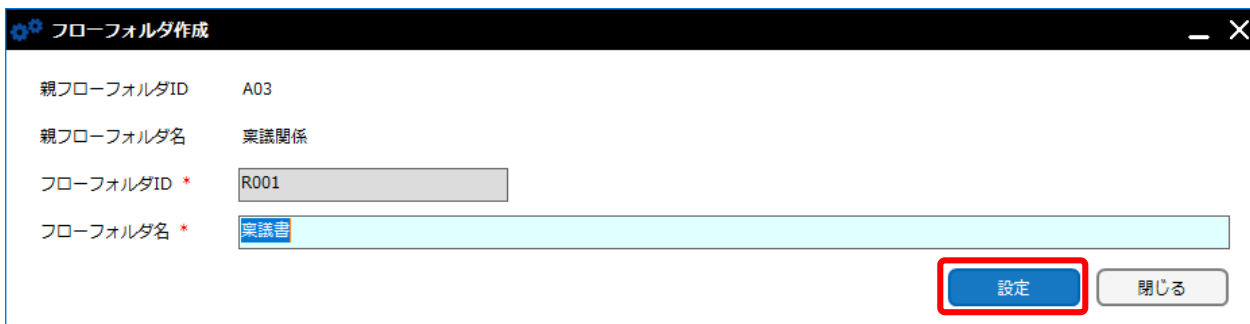 フローフォルダ作成
親フローフォルダID A03
親フローフォルダ名 稟議関係
フローフォルダID * R001
フローフォルダ名 * 稟議書
設定 閉じる